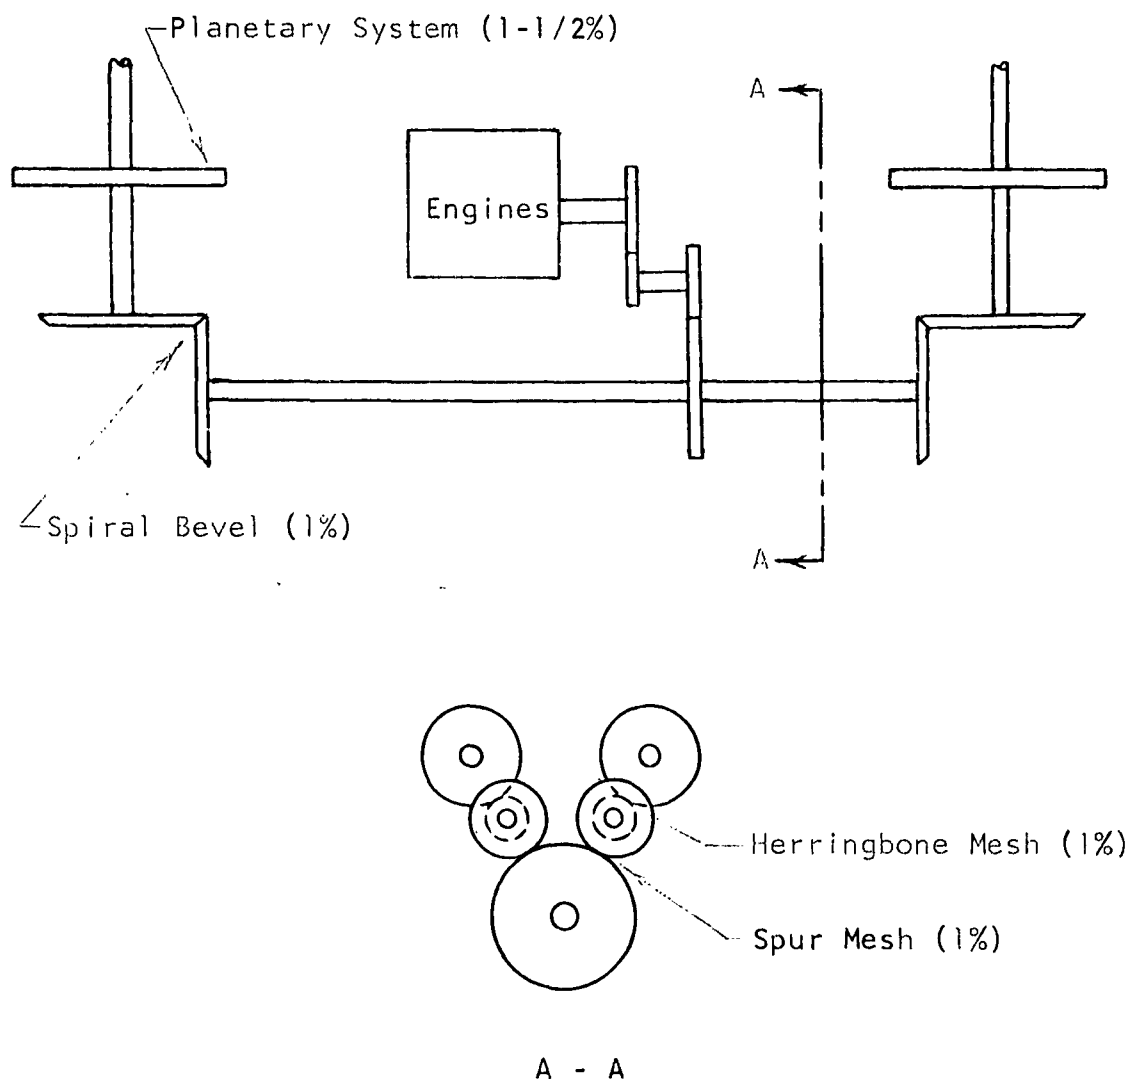 Planetary System (1-1/2%)
A
Engines
Spiral Bevel (1%)
A
Herringbone Mesh (1%)
Spur Mesh (1%)
A - A